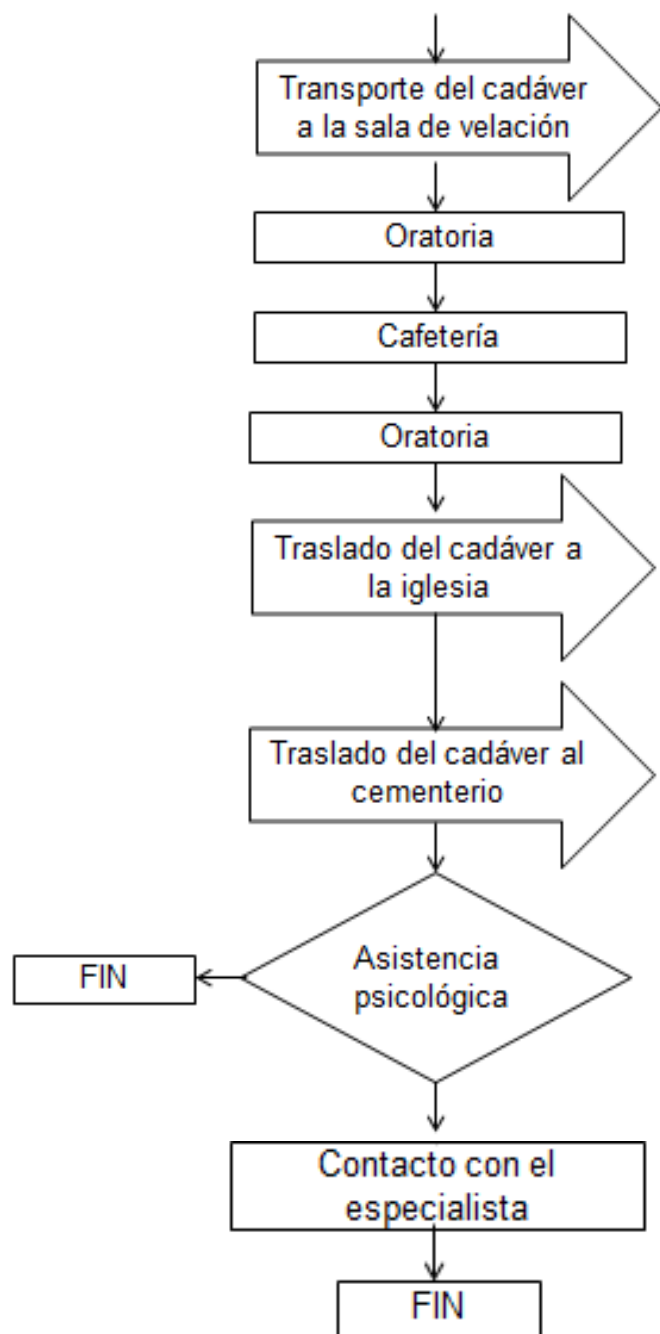 Transporte del cadáver
a la sala de velación
Oratoria
Cafetería
Oratoria
Traslado del cadáver a
la iglesia
Traslado del cadáver al
cementerio
Asistencia
psicológica
FIN
Contacto con el
especialista
FIN